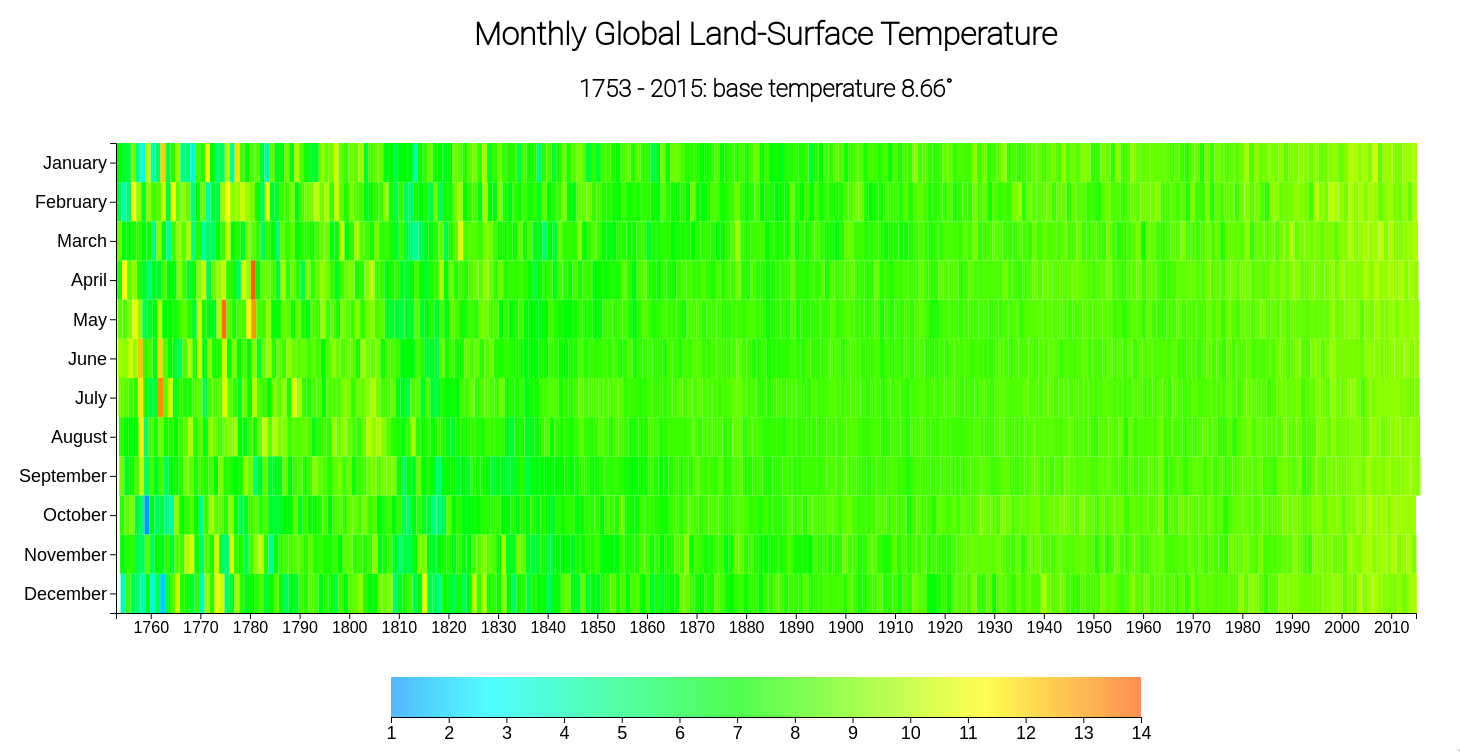 Monthly Global Land-Surface Temperature
1753 - 2015: base temperature 8.66˚
January
February
March
April
May
June
July
August
September
October
November
December
1760 1770 1780 1790 1800 1810 1820 1830 1840 1850 1860 1870 1880 1890 1900 1910 1920 1930 1940 1950 1960 1970 1980 1990 2000 2010
1 2 3 4 5 6 7 8 9 10 11 12 13 14